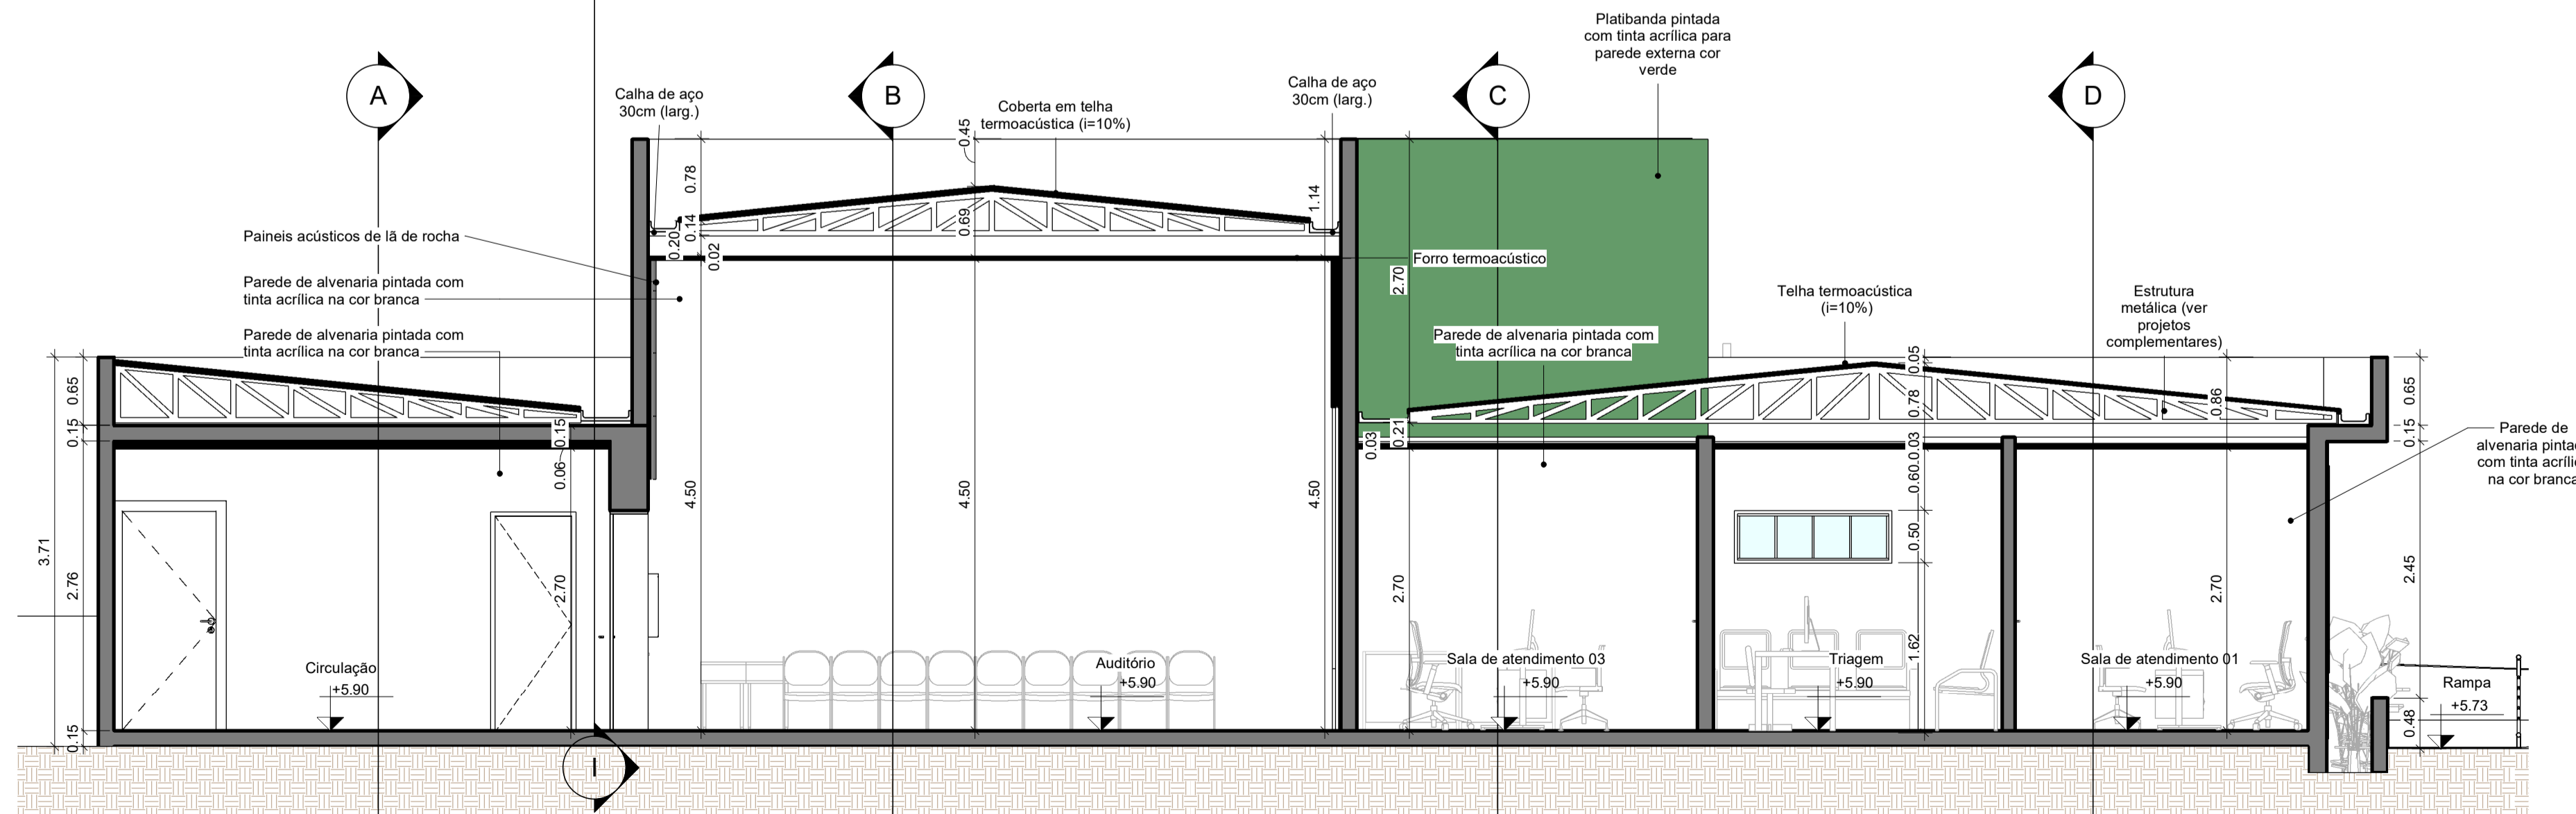 Platibanda pintada
com tinta acrílica para
parede externa cor
verde
A
B
C
D
Calha de aço
30cm (larg.)
Coberta em telha
termoacústica (i=10%)
Calha de aço
30cm (larg.)
0.45
0.78
1.14
0.69
0.14
0.20
0.02
Paineis acústicos de lã de rocha
Parede de alvenaria pintada com
tinta acrílica na cor branca
Parede de alvenaria pintada com
tinta acrílica na cor branca
Forro termoacústico
2.70
Parede de alvenaria pintada com
tinta acrílica na cor branca
Telha termoacústica
(i=10%)
Estrutura
metálica (ver
projetos
complementares)
0.65
0.15
3.71
2.76
0.15
0.15
0.06
2.70
4.50
4.50
4.50
0.03
0.21
2.70
0.05
0.78
0.03
0.60
0.50
1.62
0.86
2.70
0.65
0.15
2.45
0.48
Parede de
alvenaria pinta
com tinta acríli
na cor branca
Circulação
+5.90
Auditório
+5.90
Sala de atendimento 03
+5.90
Triagem
+5.90
Sala de atendimento 01
+5.90
Rampa
+5.73
I